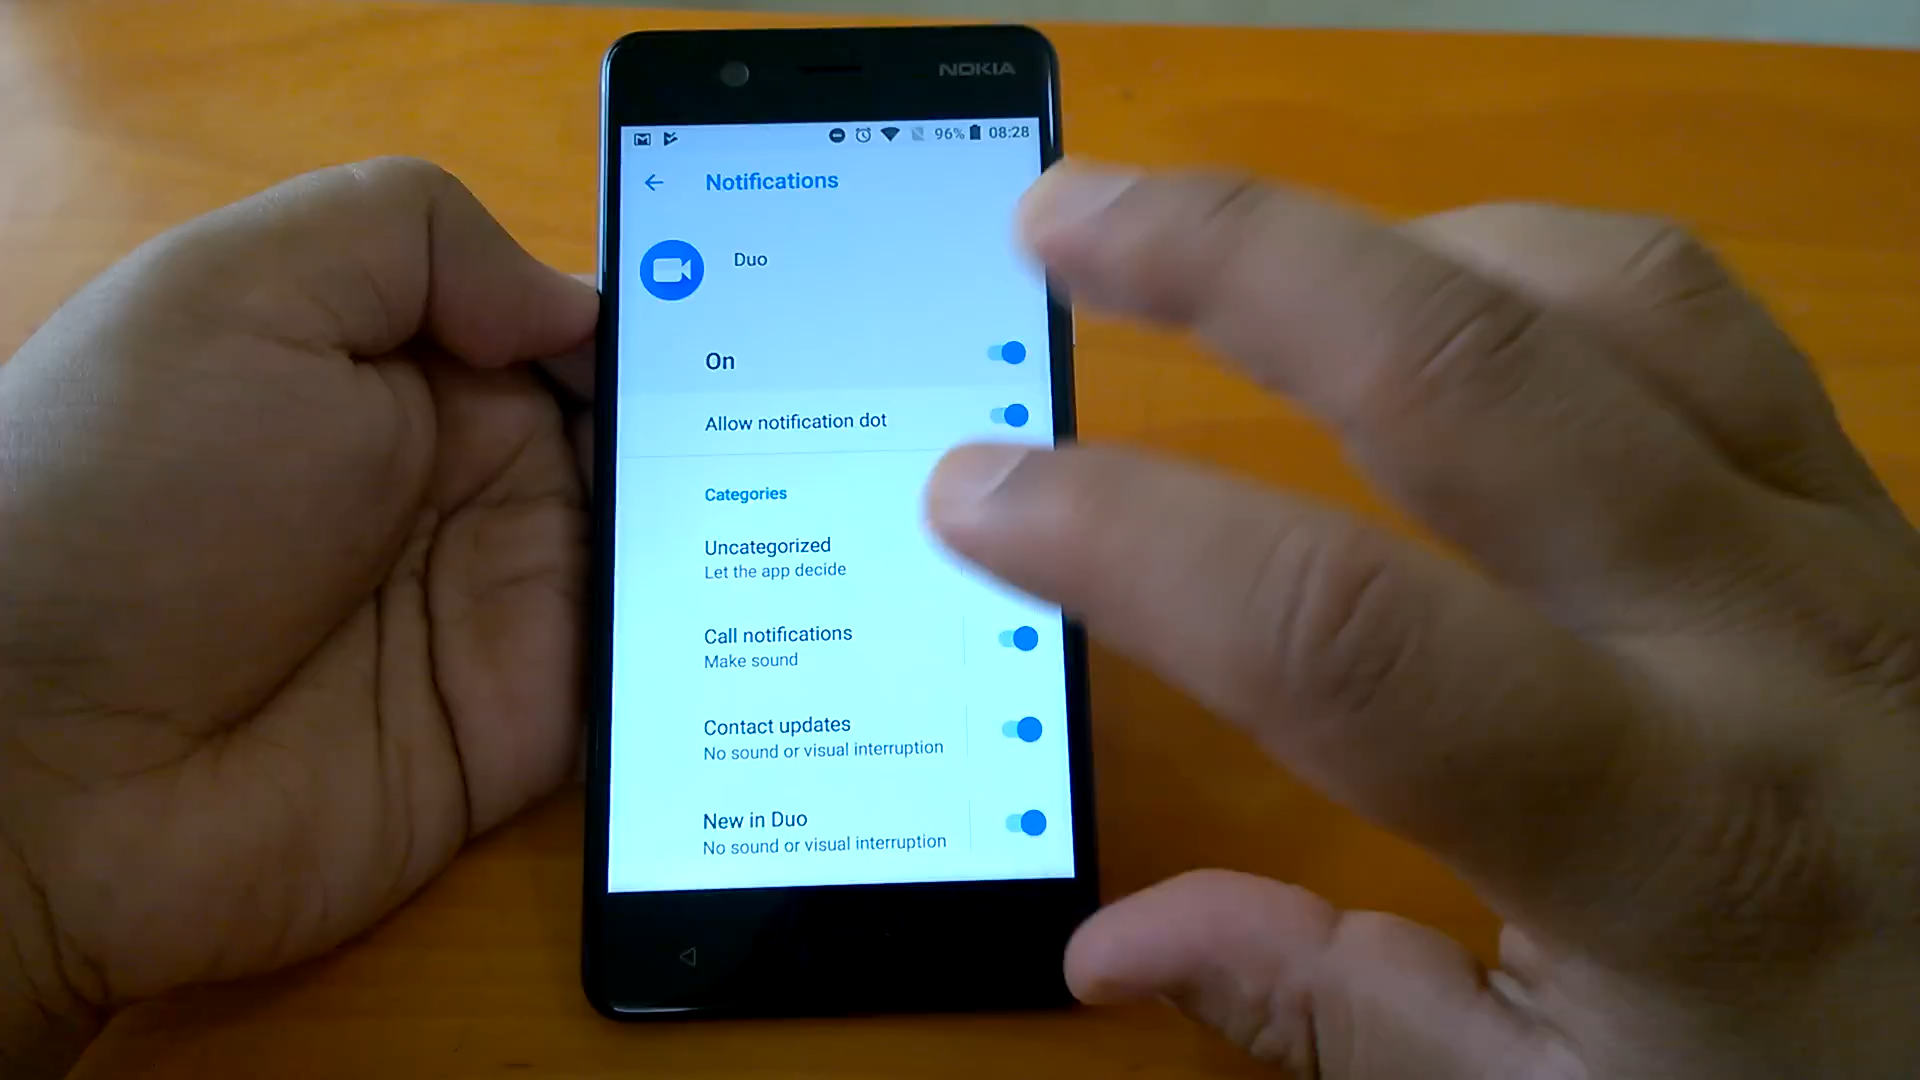 NOKIA
96% 08:28
Notifications
Duo
On
Allow notification dot
Categories
Uncategorized
Let the app decide
Call notifications
Make sound
Contact updates
No sound or visual interruption
New in Duo
No sound or visual interruption